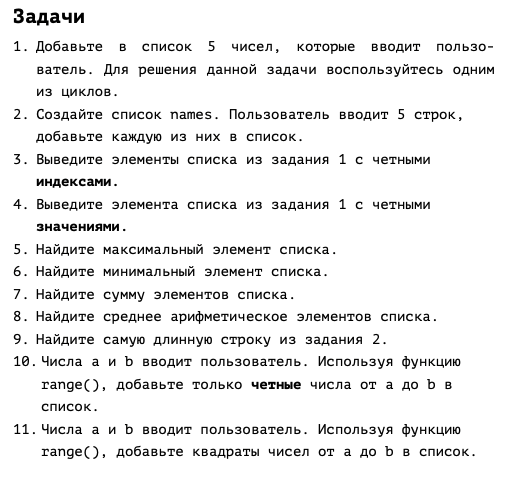 Задачи
1. Добавьте в список 5 чисел, которые вводит пользо-
ватель. Для решения данной задачи воспользуйтесь одним
из циклов.
2. Создайте список names. Пользователь вводит 5 строк,
добавьте каждую из них в список.
3. Выведите элементы списка из задания 1 с четными
индексами.
4. Выведите элемента списка из задания 1 с четными
значениями.
5. Найдите максимальный элемент списка.
6. Найдите минимальный элемент списка.
7. Найдите сумму элементов списка.
8. Найдите среднее арифметическое элементов списка.
9. Найдите самую длинную строку из задания 2.
10. Числа a и b вводит пользователь. Используя функцию
range(), добавьте только четные числа от a до b в
список.
11. Числа a и b вводит пользователь. Используя функцию
range(), добавьте квадраты чисел от a до b в список.